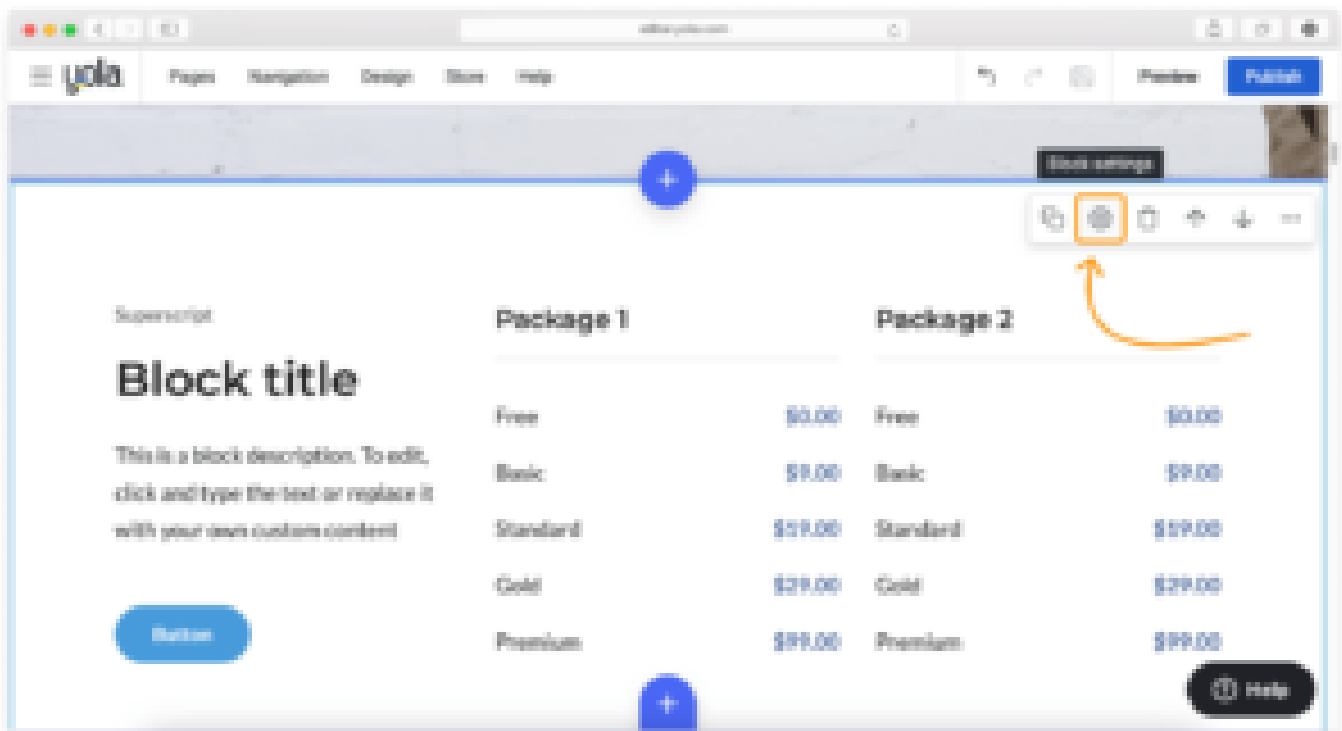 editor.yola.com
yola Pages Navigation Design Store Help Preview Publish
Block settings
Superscript
Block title
This is a block description. To edit,
click and type the text or replace it
with your own custom content
Button
Package 1
Free $0.00
Basic $9.00
Standard $19.00
Gold $29.00
Premium $99.00
Package 2
Free $0.00
Basic $9.00
Standard $19.00
Gold $29.00
Premium $99.00
Help